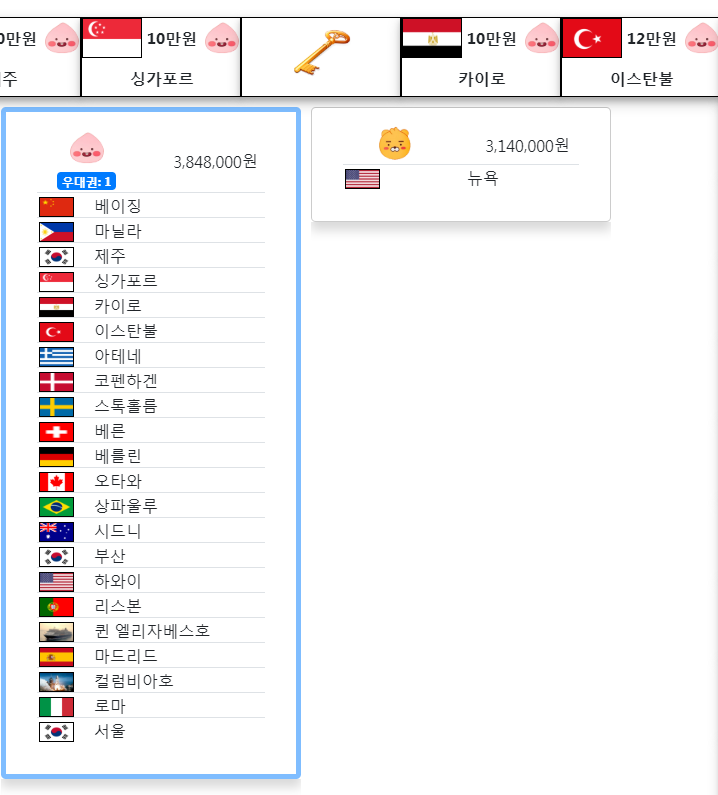 0만원
10만원
10만원
12만원
제주
싱가포르
카이로
이스탄불
3,848,000원
우대권: 1
베이징
마닐라
제주
싱가포르
카이로
이스탄불
아테네
코펜하겐
스톡홀름
베른
베를린
오타와
상파울루
시드니
부산
하와이
리스본
퀸 엘리자베스호
마드리드
컬럼비아호
로마
서울
3,140,000원
뉴욕